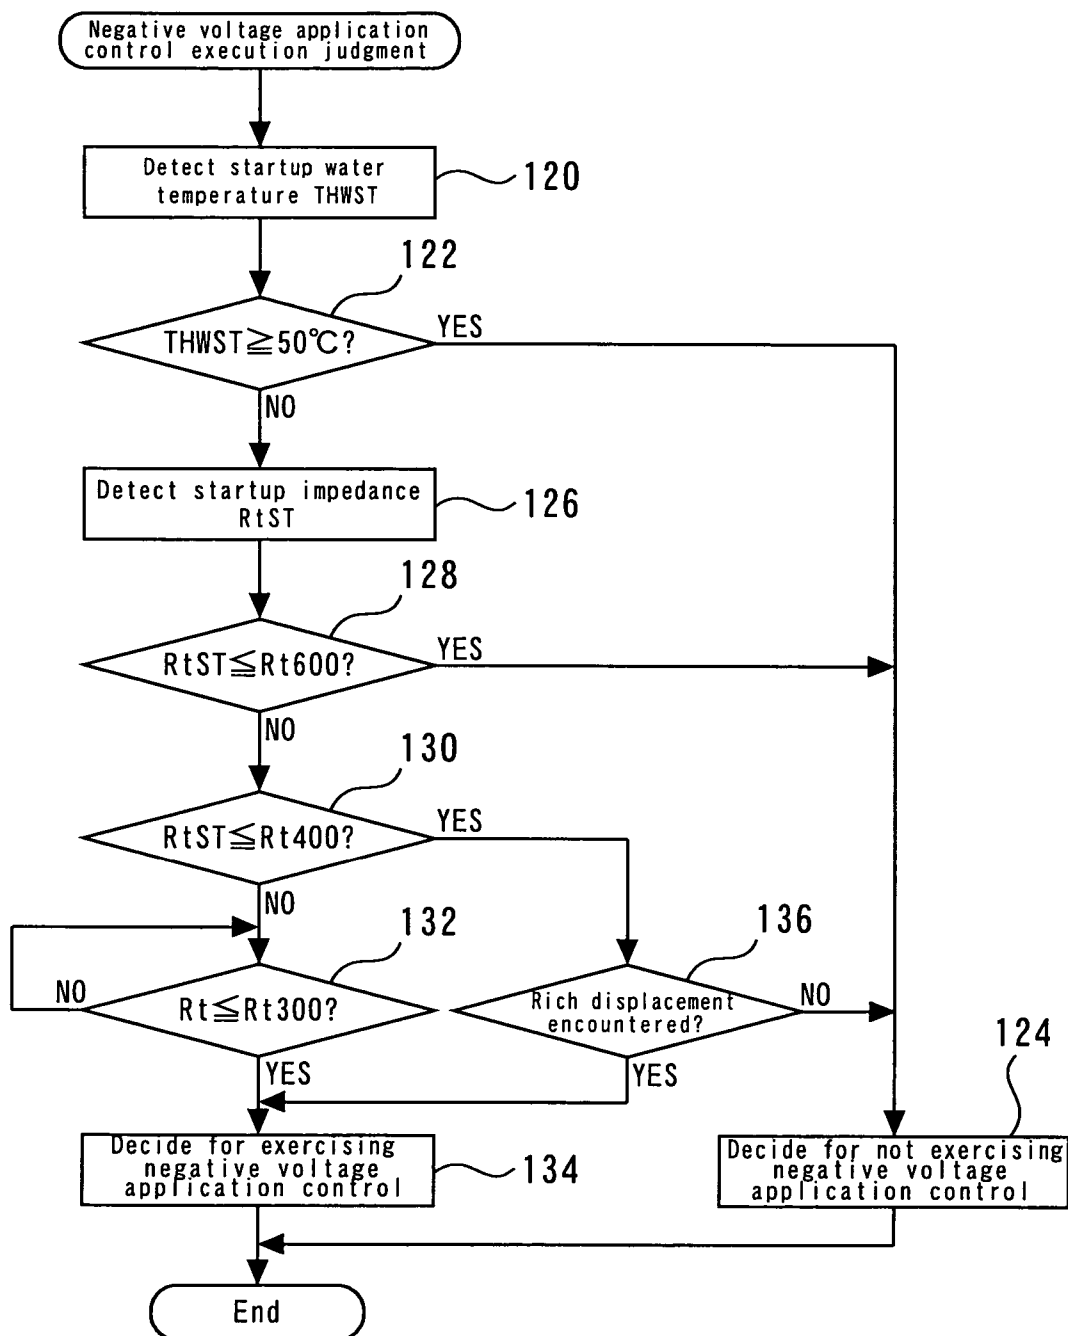 Negative voltage application
control execution judgment
Detect startup water
temperature THWST
120
122
THWST≧50℃?
YES
NO
Detect startup impedance
RtST
126
128
RtST≦Rt600?
YES
NO
130
RtST≦Rt400?
YES
NO
132
136
NO
Rt≦Rt300?
Rich displacement
encountered?
NO
124
YES
YES
Decide for exercising
negative voltage
application control
134
Decide for not exercising
negative voltage
application control
End